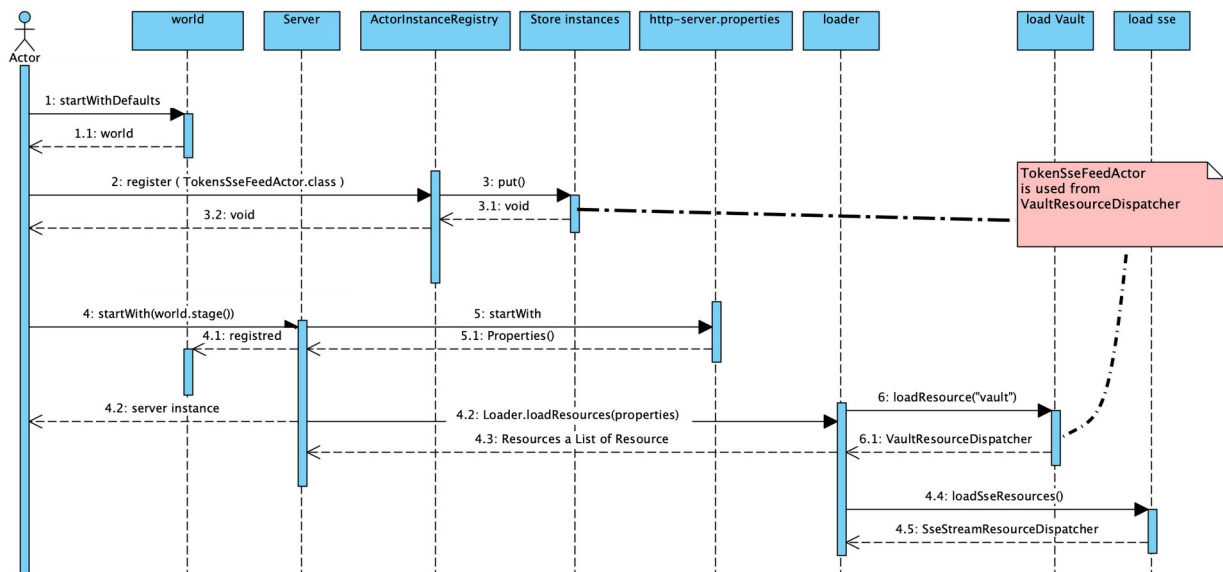 world
Server
ActorInstanceRegistry
Store instances
http-server.properties
loader
load Vault
load sse
Actor
1: startWithDefaults
1.1: world
2: register ( TokensSseFeedActor.class )
3: put()
3.1: void
3.2: void
TokenSseFeedActor
is used from
VaultResourceDispatcher
4: startWith(world.stage())
5: startWith
4.1: registred
5.1: Properties()
4.2: server instance
4.2: Loader.loadResources(properties)
6: loadResource("vault")
4.3: Resources a List of Resource
6.1: VaultResourceDispatcher
4.4: loadSseResources()
4.5: SseStreamResourceDispatcher